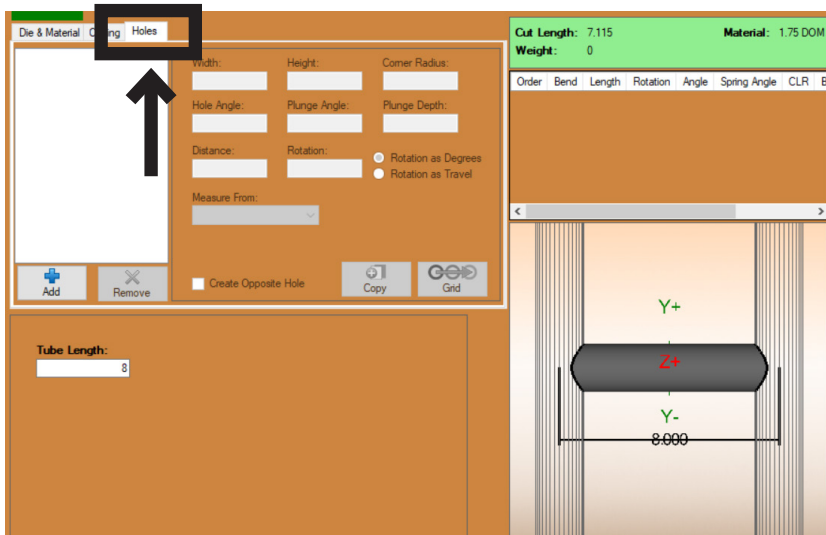 Die & Material
Holes
Width:
Height:
Corner Radius:
Hole Angle:
Plunge Angle:
Plunge Depth:
Distance:
Rotation:
Rotation as Degrees
Rotation as Travel
Measure From:
Add
Remove
Create Opposite Hole
Copy
Grid
Tube Length:
8
Cut Length: 7.115 Material: 1.75 DOM
Weight: 0
Order Bend Length Rotation Angle Spring Angle CLR
Y+
Z+
Y-
8.000